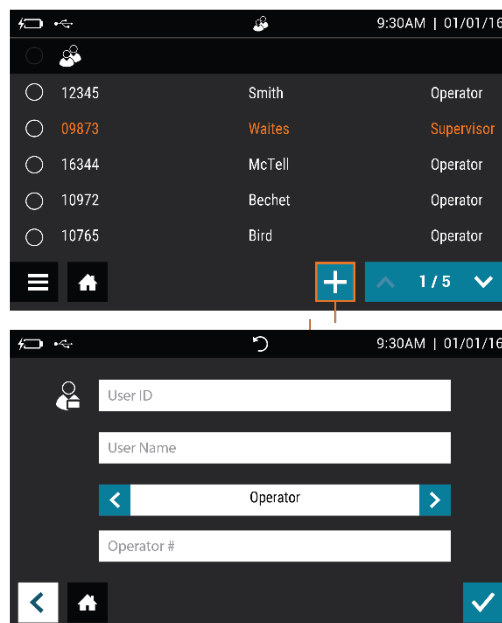 9:30AM | 01/01/16
12345 Smith Operator
09873 Waites Supervisor
16344 McTell Operator
10972 Bechet Operator
10765 Bird Operator
1 / 5
9:30AM | 01/01/16
User ID
User Name
Operator
Operator #